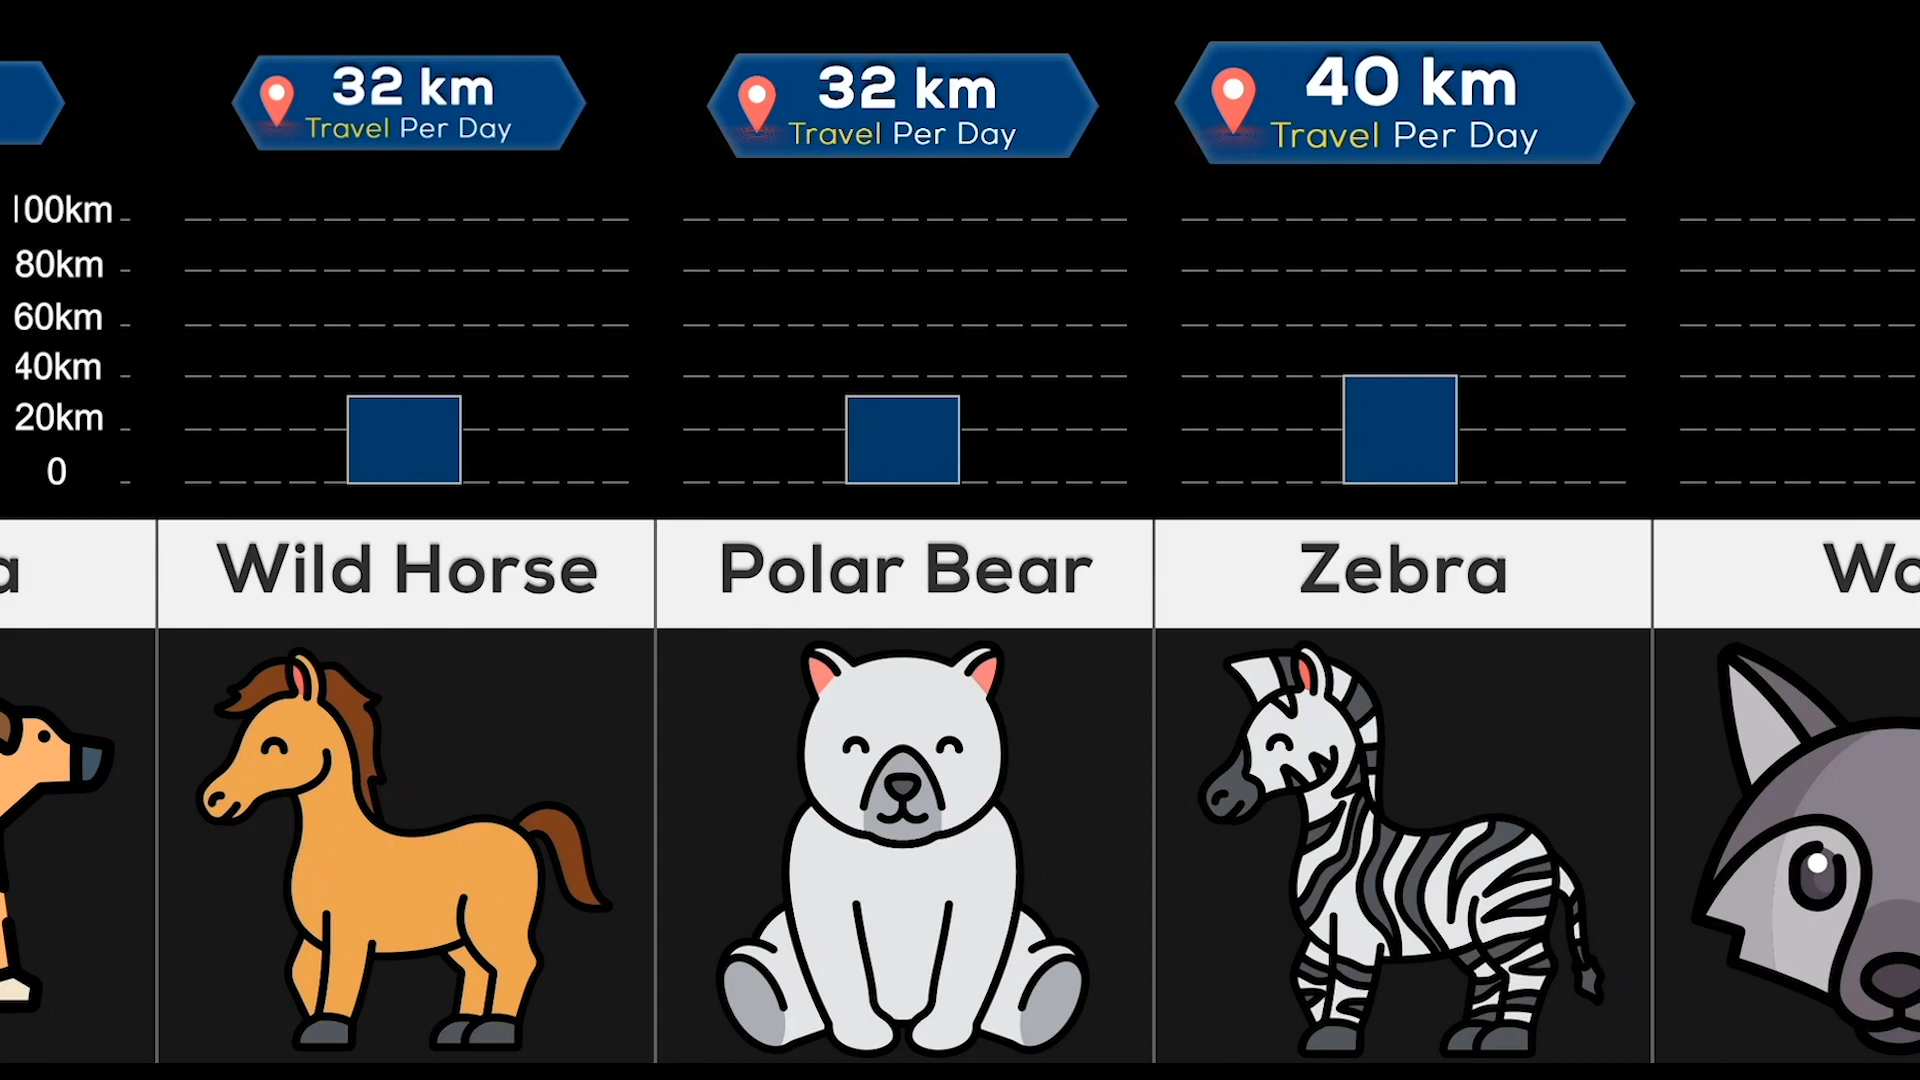 32 km
Travel Per Day
32 km
Travel Per Day
40 km
Travel Per Day
100km
80km
60km
40km
20km
0
Wild Horse
Polar Bear
Zebra